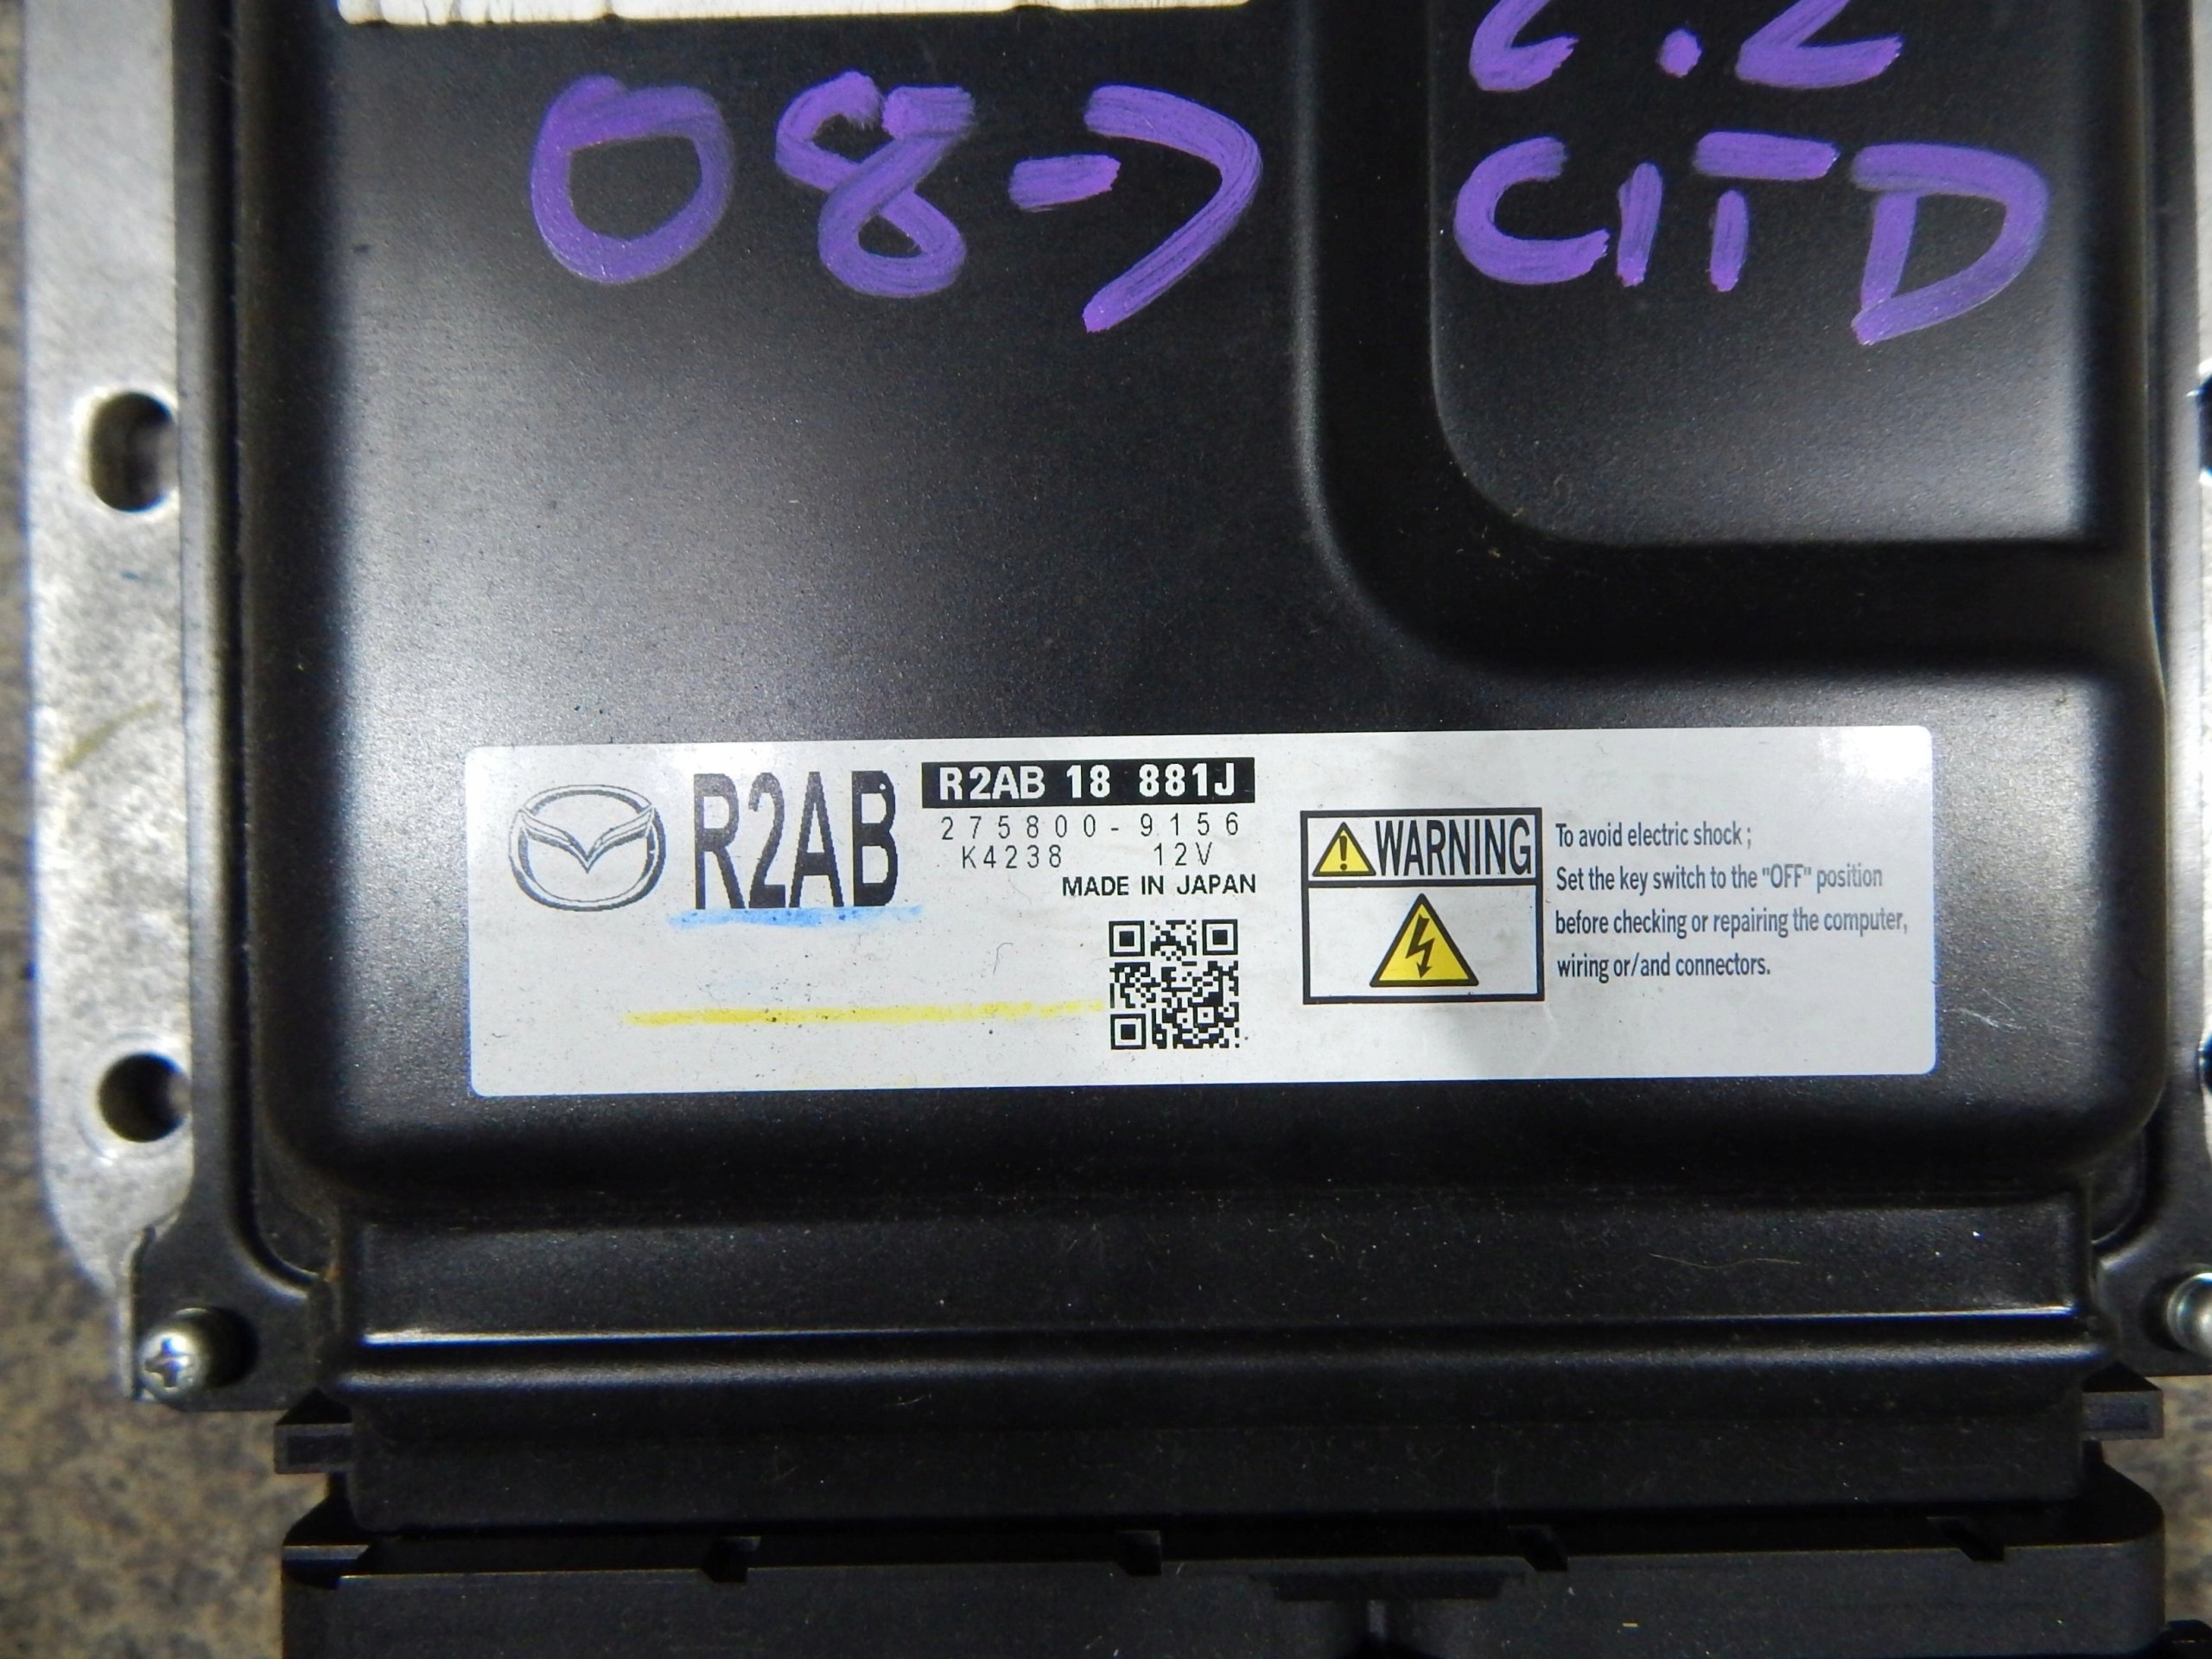 2.2
08->
CITD
R2AB
R2AB 18 881J
275800-9156
K4238 12V
MADE IN JAPAN
WARNING
To avoid electric shock ;
Set the key switch to the "OFF" position
before checking or repairing the computer,
wiring or/and connectors.